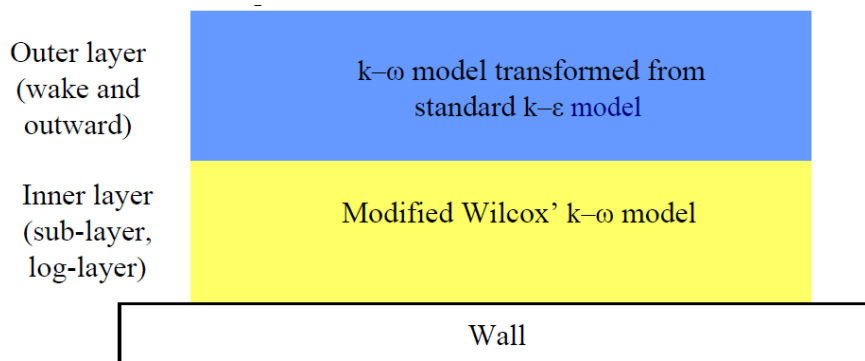 Outer layer
(wake and
outward)
k–ω model transformed from
standard k–ε model
Inner layer
(sub-layer,
log-layer)
Modified Wilcox’ k–ω model
Wall